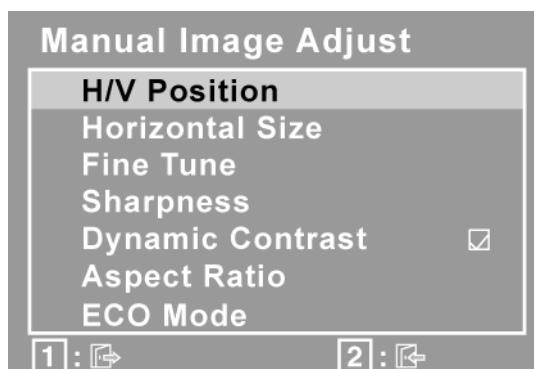 Manual Image Adjust
H/V Position
Horizontal Size
Fine Tune
Sharpness
Dynamic Contrast
Aspect Ratio
ECO Mode
1 : 2 :